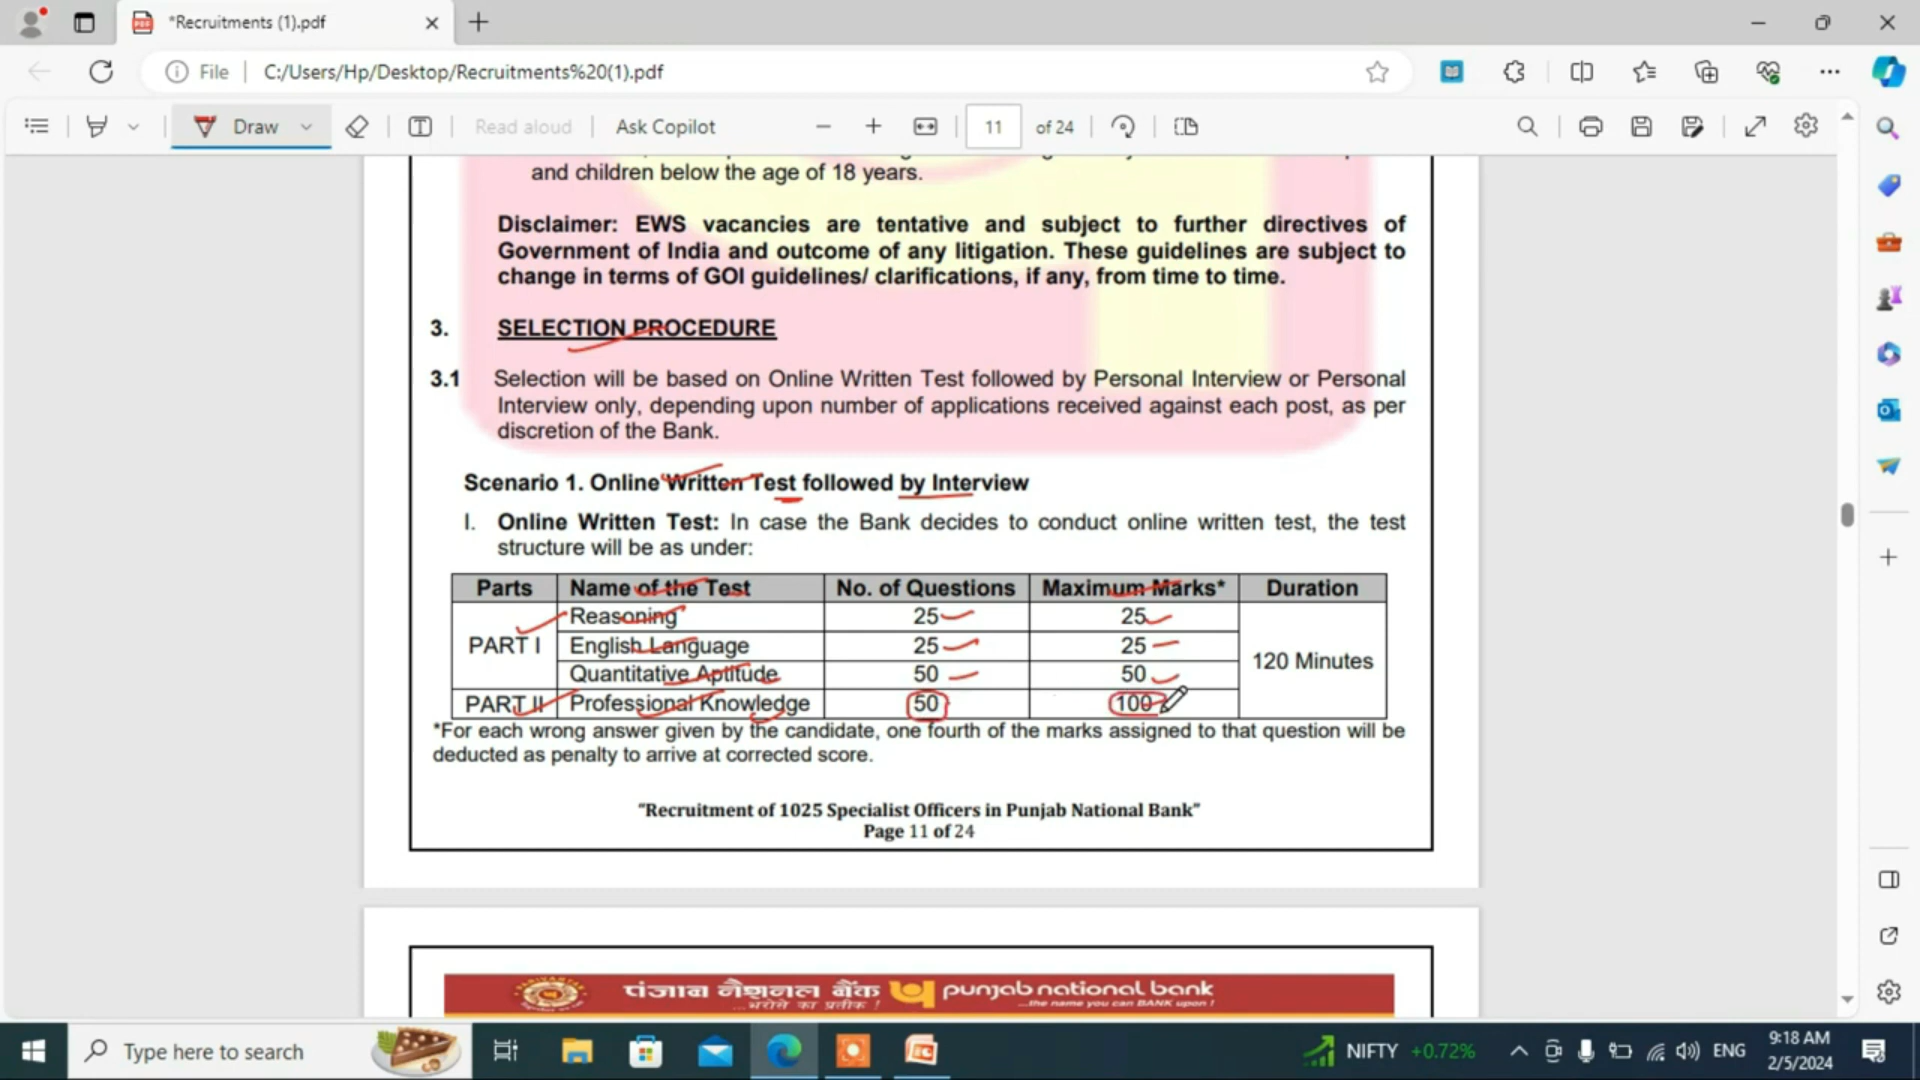 *Recruitments (1).pdf
File
C:/Users/Hp/Desktop/Recruitments%20(1).pdf
Draw
Read aloud
Ask Copilot
11
of 24
and children below the age of 18 years.
Disclaimer: EWS vacancies are tentative and subject to further directives of
Government of India and outcome of any litigation. These guidelines are subject to
change in terms of GOI guidelines/ clarifications, if any, from time to time.
3. SELECTION PROCEDURE
3.1 Selection will be based on Online Written Test followed by Personal Interview or Personal
Interview only, depending upon number of applications received against each post, as per
discretion of the Bank.
Scenario 1. Online Written Test followed by Interview
I. Online Written Test: In case the Bank decides to conduct online written test, the test
structure will be as under:
Parts Name of the Test No. of Questions Maximum Marks* Duration
PART I Reasoning 25 25 120 Minutes
English Language 25 25
Quantitative Aptitude 50 50
PART II Professional Knowledge 50 100
*For each wrong answer given by the candidate, one fourth of the marks assigned to that question will be
deducted as penalty to arrive at corrected score.
"Recruitment of 1025 Specialist Officers in Punjab National Bank"
Page 11 of 24
पंजाब नैशनल बैंक punjab national bank
...भरोसे का प्रतीक ! ...the name you can BANK upon !
Type here to search
NIFTY +0.72%
ENG
9:18 AM
2/5/2024